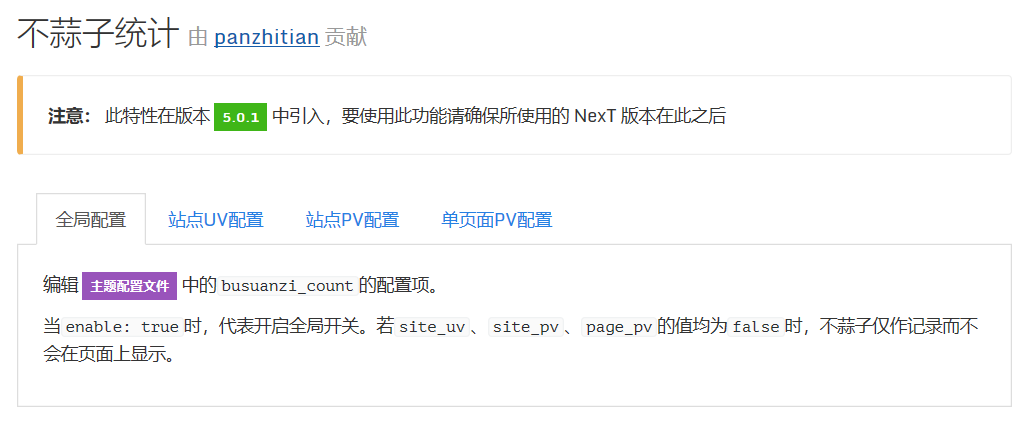 不蒜子统计 由 panzhitian 贡献
注意： 此特性在版本 5.0.1 中引入，要使用此功能请确保所使用的 NexT 版本在此之后
全局配置 站点UV配置 站点PV配置 单页面PV配置
编辑 主题配置文件 中的 busuanzi_count 的配置项。
当 enable: true 时，代表开启全局开关。若 site_uv 、 site_pv 、 page_pv 的值均为 false 时，不蒜子仅作记录而不
会在页面上显示。